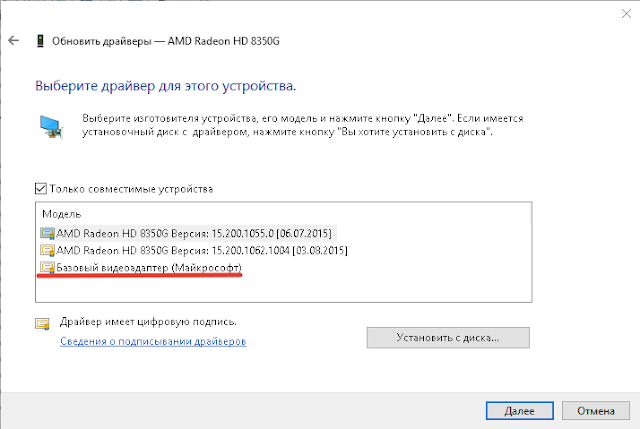 Обновить драйверы — AMD Radeon HD 8350G
Выберите драйвер для этого устройства.
Выберите изготовителя устройства, его модель и нажмите кнопку "Далее". Если имеется
установочный диск с драйвером, нажмите кнопку "Вы хотите установить с диска".
Только совместимые устройства
Модель
AMD Radeon HD 8350G Версия: 15.200.1055.0 [06.07.2015]
AMD Radeon HD 8350G Версия: 15.200.1062.1004 [03.08.2015]
Базовый видеоадаптер (Майкрософт)
Драйвер имеет цифровую подпись.
Сведения о подписывании драйверов
Установить с диска...
Далее
Отмена